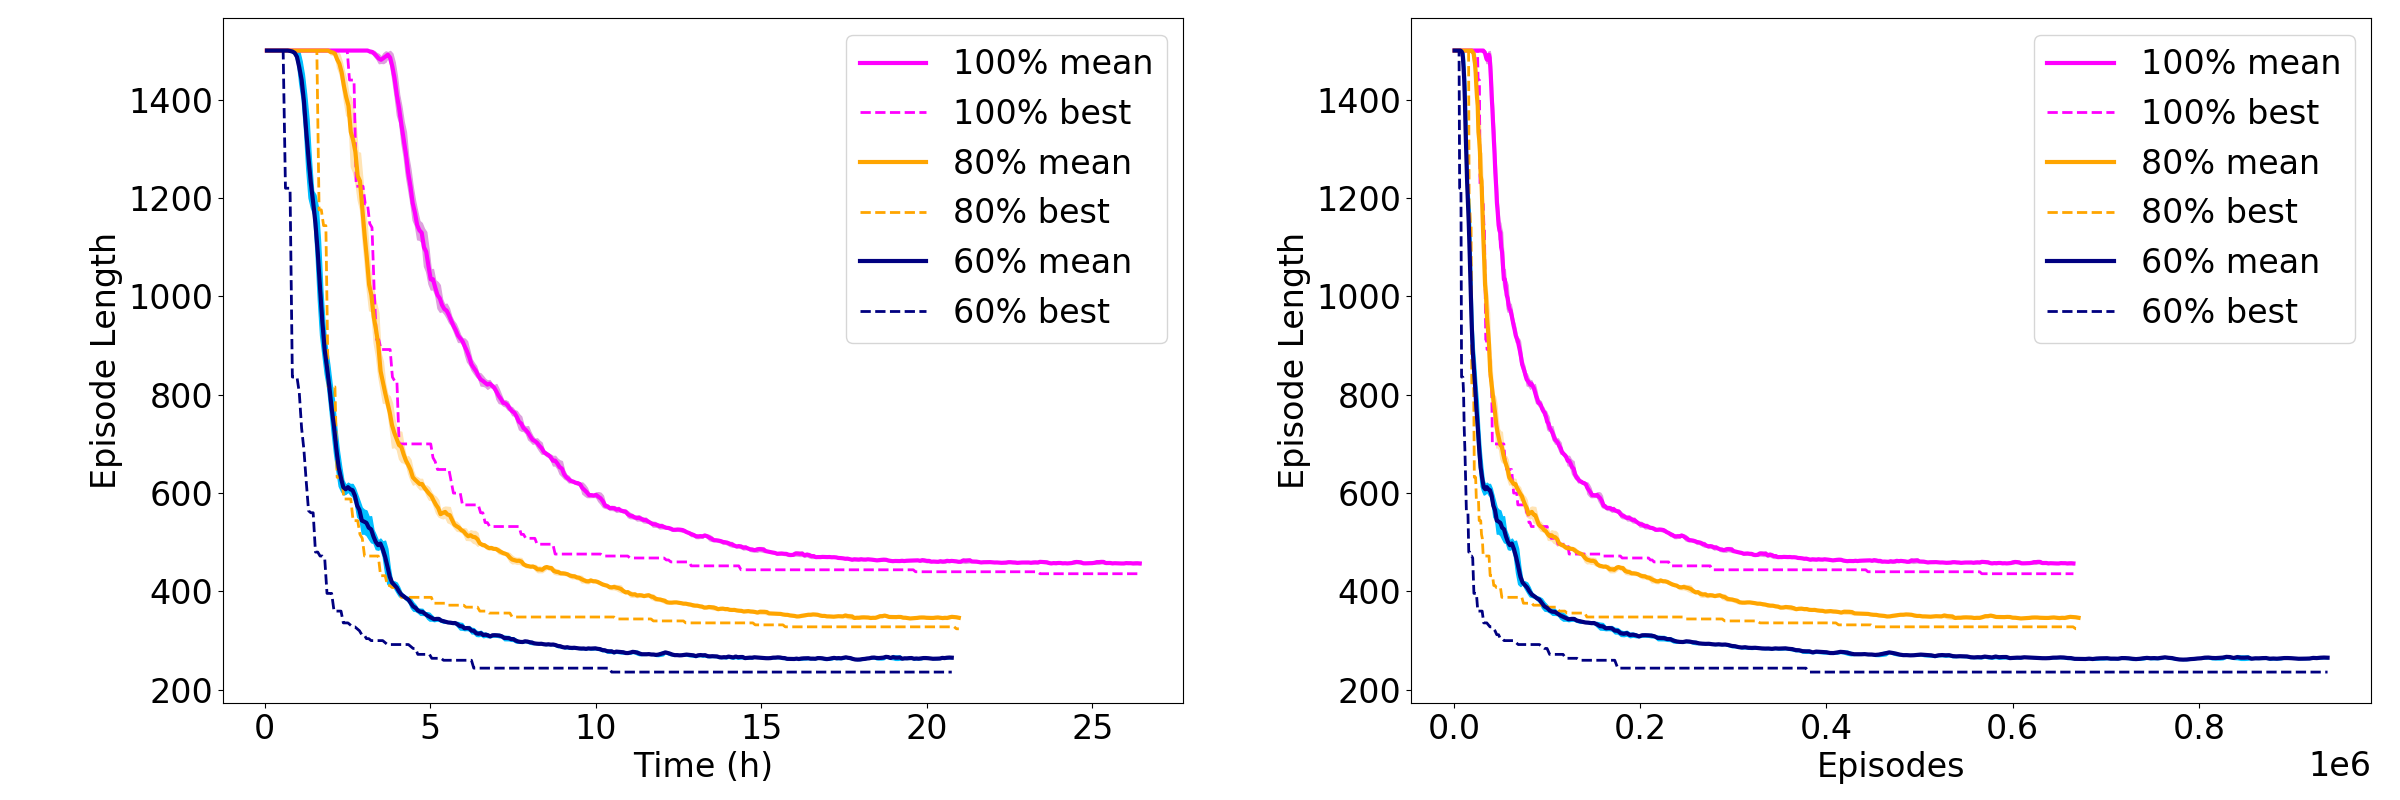 1400
1200
1000
800
600
400
200
Episode Length
0 5 10 15 20 25
Time (h)
100% mean
100% best
80% mean
80% best
60% mean
60% best
1400
1200
1000
800
600
400
200
Episode Length
0.0 0.2 0.4 0.6 0.8
Episodes
1e6
100% mean
100% best
80% mean
80% best
60% mean
60% best